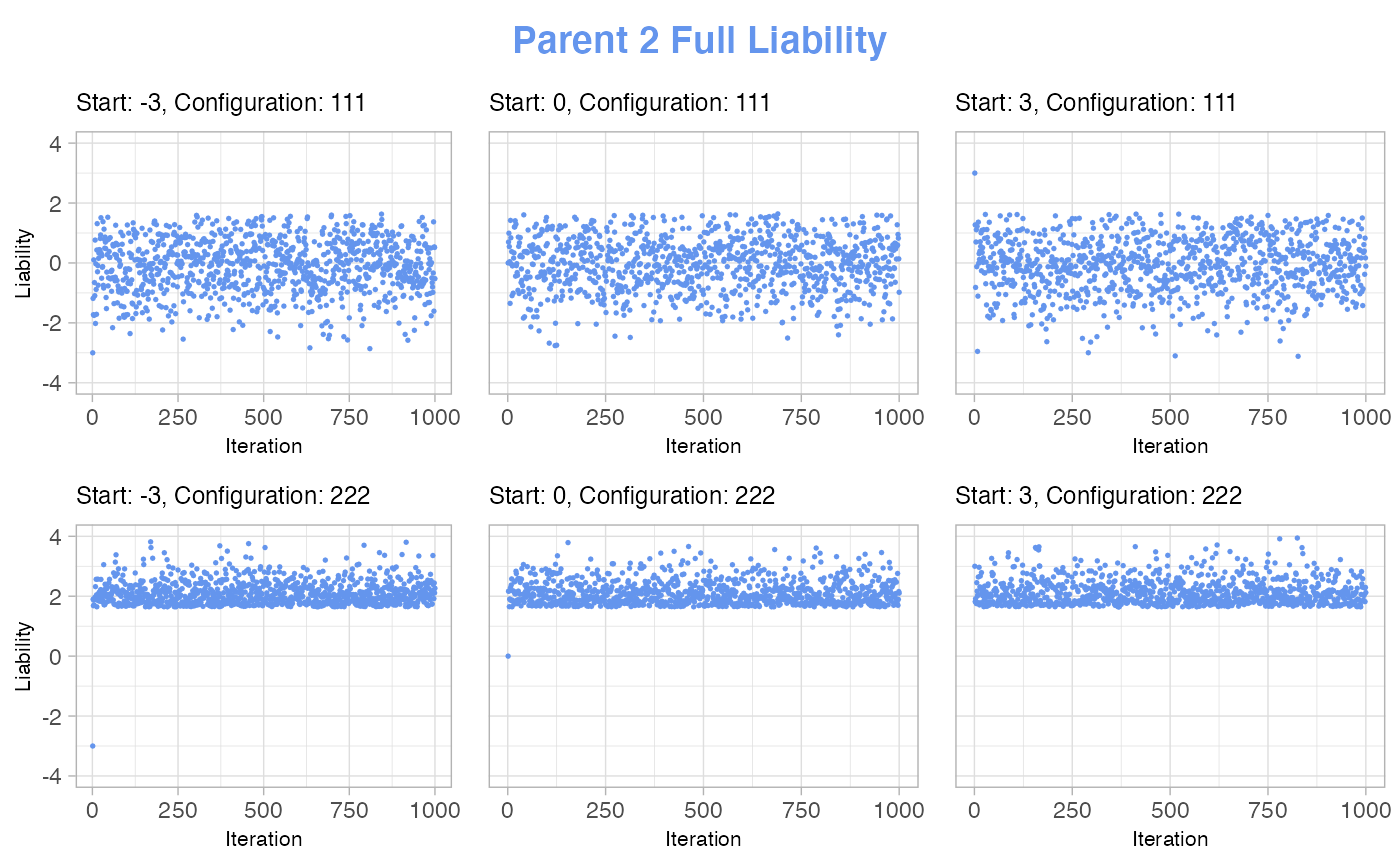 Parent 2 Full Liability
Start: -3, Configuration: 111
Start: 0, Configuration: 111
Start: 3, Configuration: 111
Liability
4
2
0
-2
-4
0 250 500 750 1000
0 250 500 750 1000
0 250 500 750 1000
Iteration
Iteration
Iteration
Start: -3, Configuration: 222
Start: 0, Configuration: 222
Start: 3, Configuration: 222
Liability
4
2
0
-2
-4
0 250 500 750 1000
0 250 500 750 1000
0 250 500 750 1000
Iteration
Iteration
Iteration